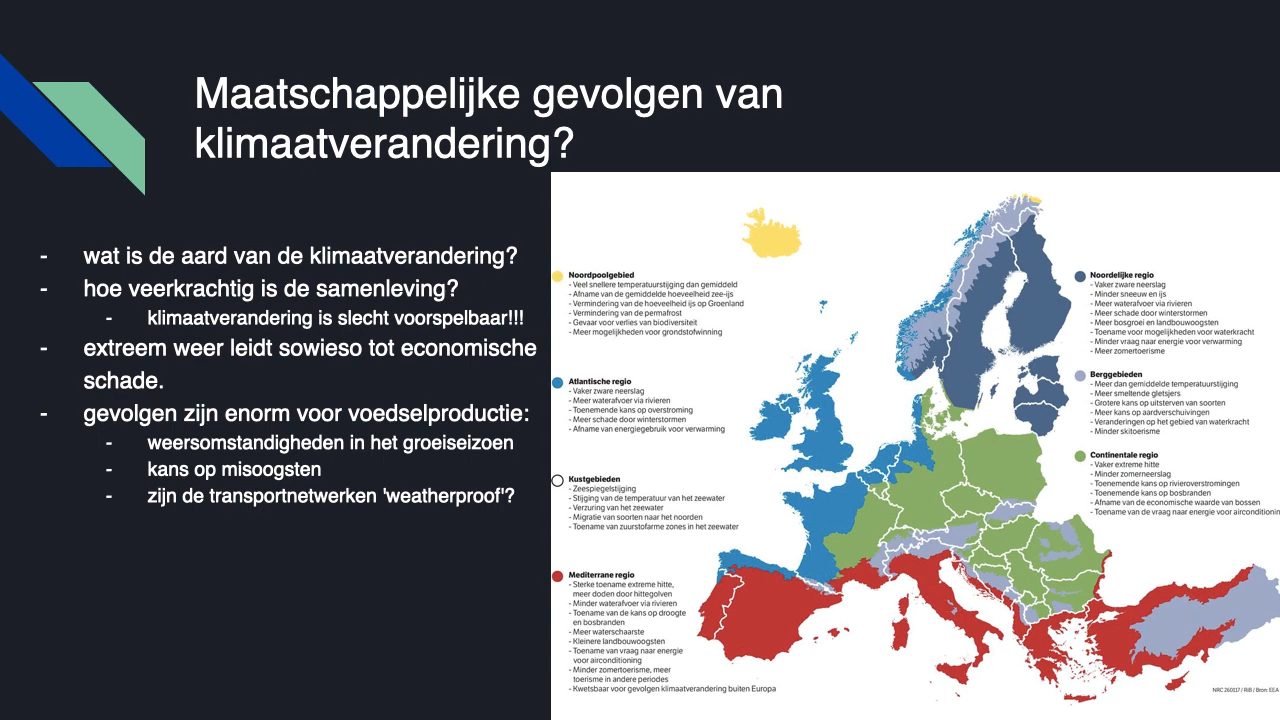 Maatschappelijke gevolgen van
klimaatverandering?
- wat is de aard van de klimaatverandering?
- hoe veerkrachtig is de samenleving?
- klimaatverandering is slecht voorspelbaar!!!
- extreem weer leidt sowieso tot economische
schade.
- gevolgen zijn enorm voor voedselproductie:
- weersomstandigheden in het groeiseizoen
- kans op misoogsten
- zijn de transportnetwerken 'weatherproof'?
Noordpoolgebied
- Veel snellere temperatuurstijging dan gemiddeld
- Afname van de gemiddelde hoeveelheid zee-ijs
- Vermindering van de hoeveelheid ijs op Groenland
- Vermindering van de permafrost
- Gevaar voor verlies van biodiversiteit
- Meer mogelijkheden voor grondstofwinning
Atlantische regio
- Vaker zware neerslag
- Meer waterafvoer via rivieren
- Toenemende kans op overstroming
- Meer schade door winterstormen
- Afname van energiegebruik voor verwarming
Kustgebieden
- Zeespiegelstijging
- Stijging van de temperatuur van het zeewater
- Verzuring van het zeewater
- Migratie van soorten naar het noorden
- Toename van zuurstofarme zones in het zeewater
Mediterrane regio
- Sterke toename extreme hitte,
meer doden door hittegolven
- Minder waterafvoer via rivieren
- Toename van de kans op droogte
en bosbranden
- Meer waterschaarste
- Kleinere landbouwoogsten
- Toename van vraag naar energie
voor airconditioning
- Minder zomertoerisme, meer
toerisme in andere periodes
- Kwetsbaar voor gevolgen klimaatverandering buiten Europa
Noordelijke regio
- Vaker zware neerslag
- Minder sneeuw en ijs
- Meer waterafvoer via rivieren
- Meer schade door winterstormen
- Meer bosgroei en landbouwoogsten
- Toename voor mogelijkheden voor waterkracht
- Minder vraag naar energie voor verwarming
- Meer zomertoerisme
Berggebieden
- Meer dan gemiddelde temperatuurstijging
- Meer smeltende gletsjers
- Grotere kans op uitsterven van soorten
- Meer kans op aardverschuivingen
- Veranderingen op het gebied van waterkracht
- Minder skitoerisme
Continentale regio
- Vaker extreme hitte
- Minder zomerneerslag
- Toenemende kans op rivieroverstromingen
- Toenemende kans op bosbranden
- Afname van de economische waarde van bossen
- Toename van de vraag naar energie voor airconditionin
NRC 260117 / RiB / Bron: EEA